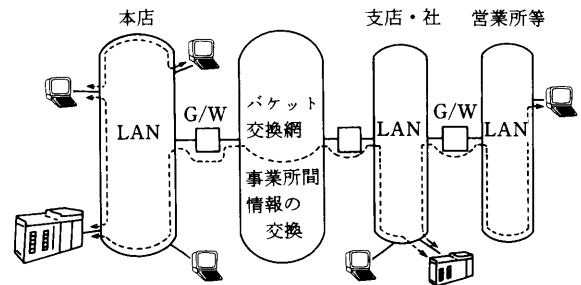 本店
支店・社
営業所等
G/W
パケット
交換網
G/W
LAN
LAN
LAN
事業所間
情報の
交換